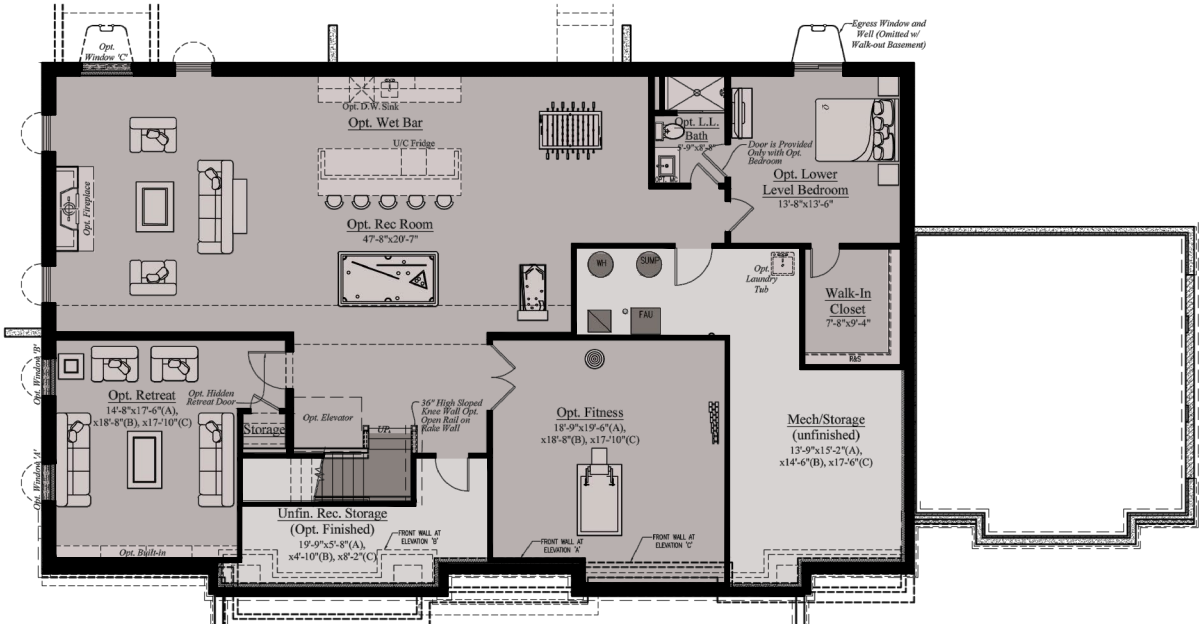 Opt.
Window 'C'
Egress Window and
Well (Omitted w/
Walk-out Basement)
Opt. D.W. Sink
Opt. Wet Bar
U/C Fridge
Opt. L.L.
Bath
5'-9"x8'-8"
Door is Provided
Only with Opt.
Bedroom
Opt. Lower
Level Bedroom
13'-8"x13'-6"
Opt. Fireplace
Opt. Rec Room
47'-8"x20'-7"
WH
SUMP
FAU
Opt.
Laundry
Tub
Walk-In
Closet
7'-8"x9'-4"
R&S
Opt. Window 'B'
Opt. Retreat
14'-8"x17'-6"(A),
x18'-8"(B), x17-'10"(C)
Opt. Hidden
Retreat Door
Storage
Opt. Elevator
UP
36" High Sloped
Knee Wall Opt.
Open Rail on
Rake Wall
Opt. Fitness
18'-9"x19'-6"(A),
x18'-8"(B), x17-'10"(C)
Mech/Storage
(unfinished)
13'-9"x15'-2"(A),
x14'-6"(B), x17-'6"(C)
Opt. Window 'A'
Unfin. Rec. Storage
(Opt. Finished)
19'-9"x5'-8"(A),
x4'-10"(B), x8'-2"(C)
FRONT WALL AT
ELEVATION 'B'
FRONT WALL AT
ELEVATION 'A'
FRONT WALL AT
ELEVATION 'C'
Opt. Built-In